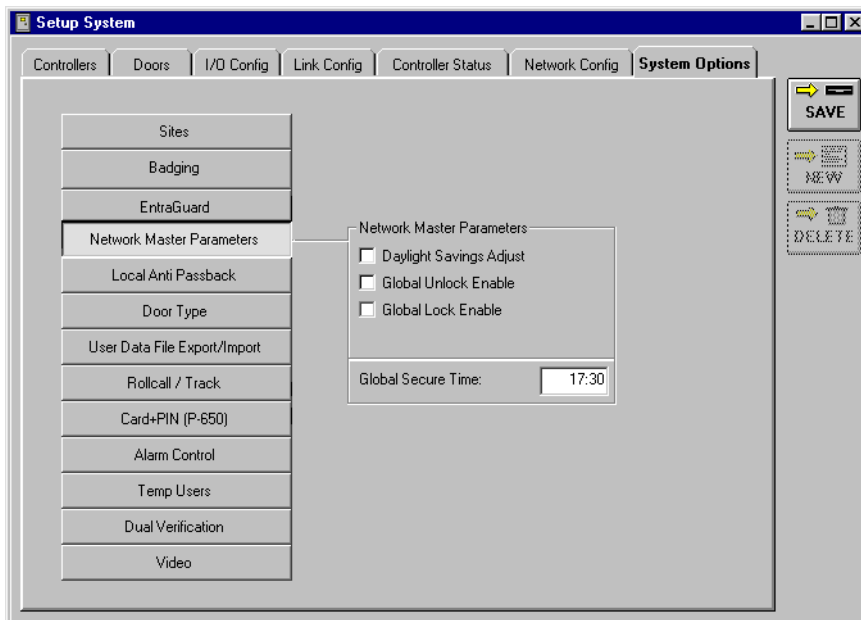 Setup System
Controllers
Doors
I/O Config
Link Config
Controller Status
Network Config
System Options
SAVE
NEW
DELETE
Sites
Badging
EntraGuard
Network Master Parameters
Local Anti Passback
Door Type
User Data File Export/Import
Rollcall / Track
Card+PIN (P-650)
Alarm Control
Temp Users
Dual Verification
Video
Network Master Parameters
Daylight Savings Adjust
Global Unlock Enable
Global Lock Enable
Global Secure Time: 17:30